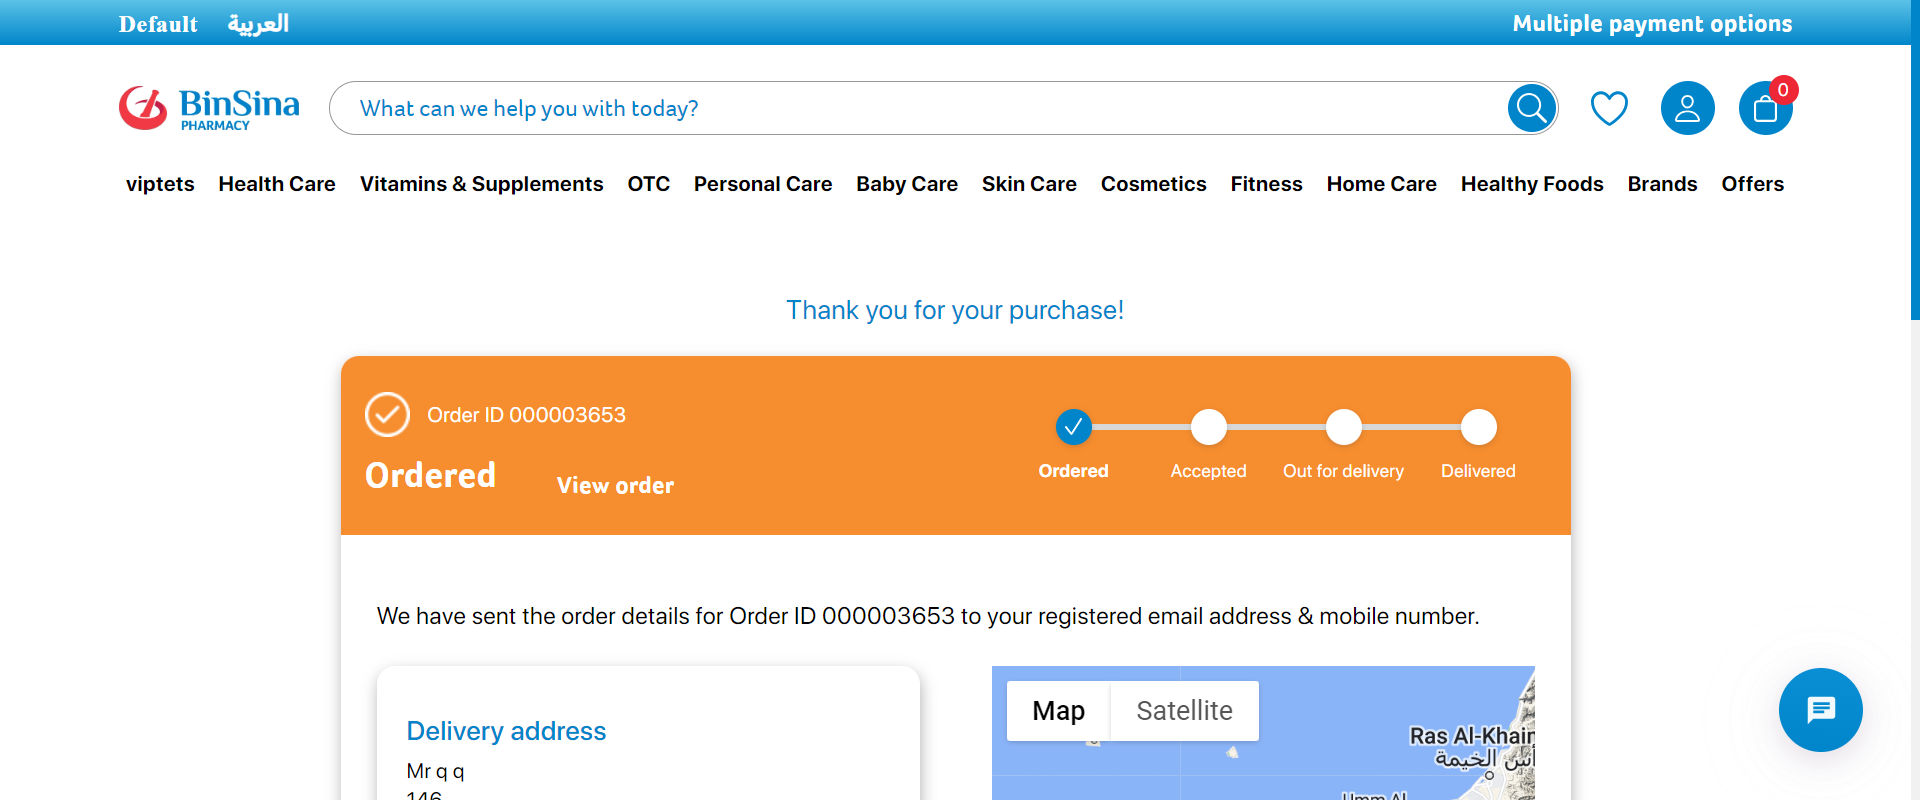 Default العربية Multiple payment options
BinSina
PHARMACY
What can we help you with today?
0
viptets Health Care Vitamins & Supplements OTC Personal Care Baby Care Skin Care Cosmetics Fitness Home Care Healthy Foods Brands Offers
Thank you for your purchase!
Order ID 000003653
Ordered View order
Ordered Accepted Out for delivery Delivered
We have sent the order details for Order ID 000003653 to your registered email address & mobile number.
Delivery address
Mr q q
146
Map Satellite
Ras Al-Khaim
رأس الخيمة
Umm Al